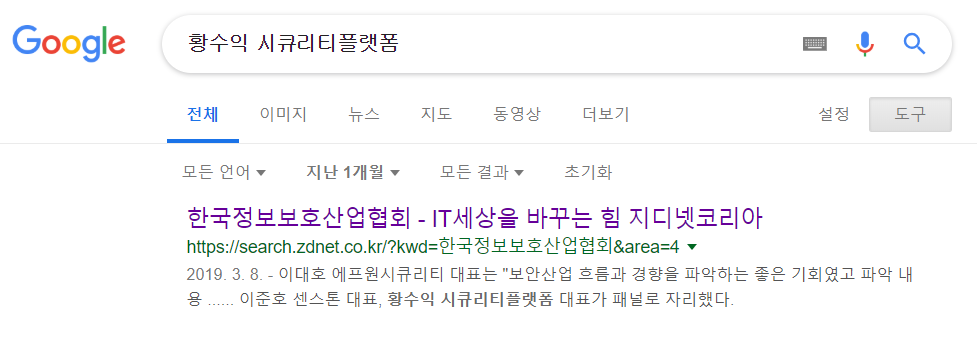 Google 황수익 시큐리티플랫폼
전체 이미지 뉴스 지도 동영상 더보기 설정 도구
모든 언어 지난 1개월 모든 결과 초기화
한국정보보호산업협회 - IT세상을 바꾸는 힘 지디넷코리아
https://search.zdnet.co.kr/?kwd=한국정보보호산업협회&area=4
2019. 3. 8. - 이대호 에프원시큐리티 대표는 "보안산업 흐름과 경향을 파악하는 좋은 기회였고 파악 내
용 ...... 이준호 센스톤 대표, 황수익 시큐리티플랫폼 대표가 패널로 자리했다.